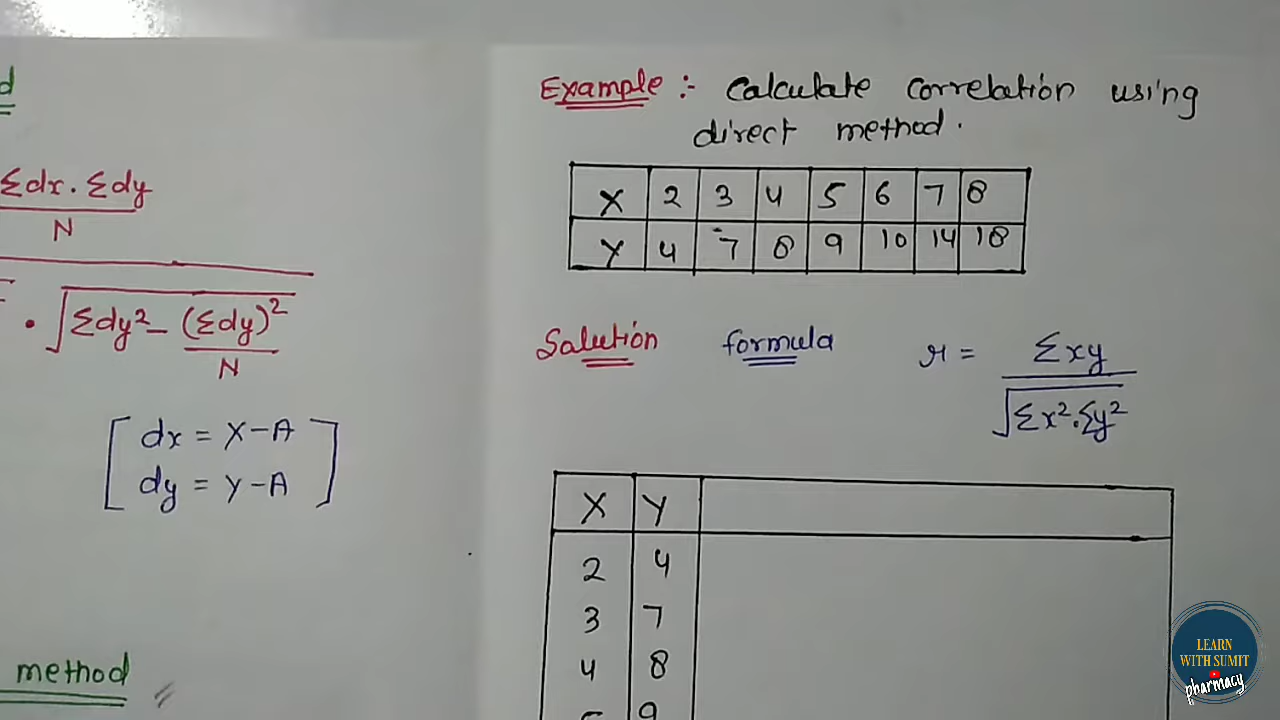 d
Σdx . Σdy
N
. √Σdy² - (Σdy)²
N
[ dx = X-A
dy = Y-A ]
method
Example :- Calculate correlation using
direct method.
X 2 3 4 5 6 7 8
Y 4 7 8 9 10 14 18
Salution formula r = Σxy
√Σx².Σy²
X Y
2 4
3 7
4 8
5 9
LEARN
WITH SUMIT
pharmacy